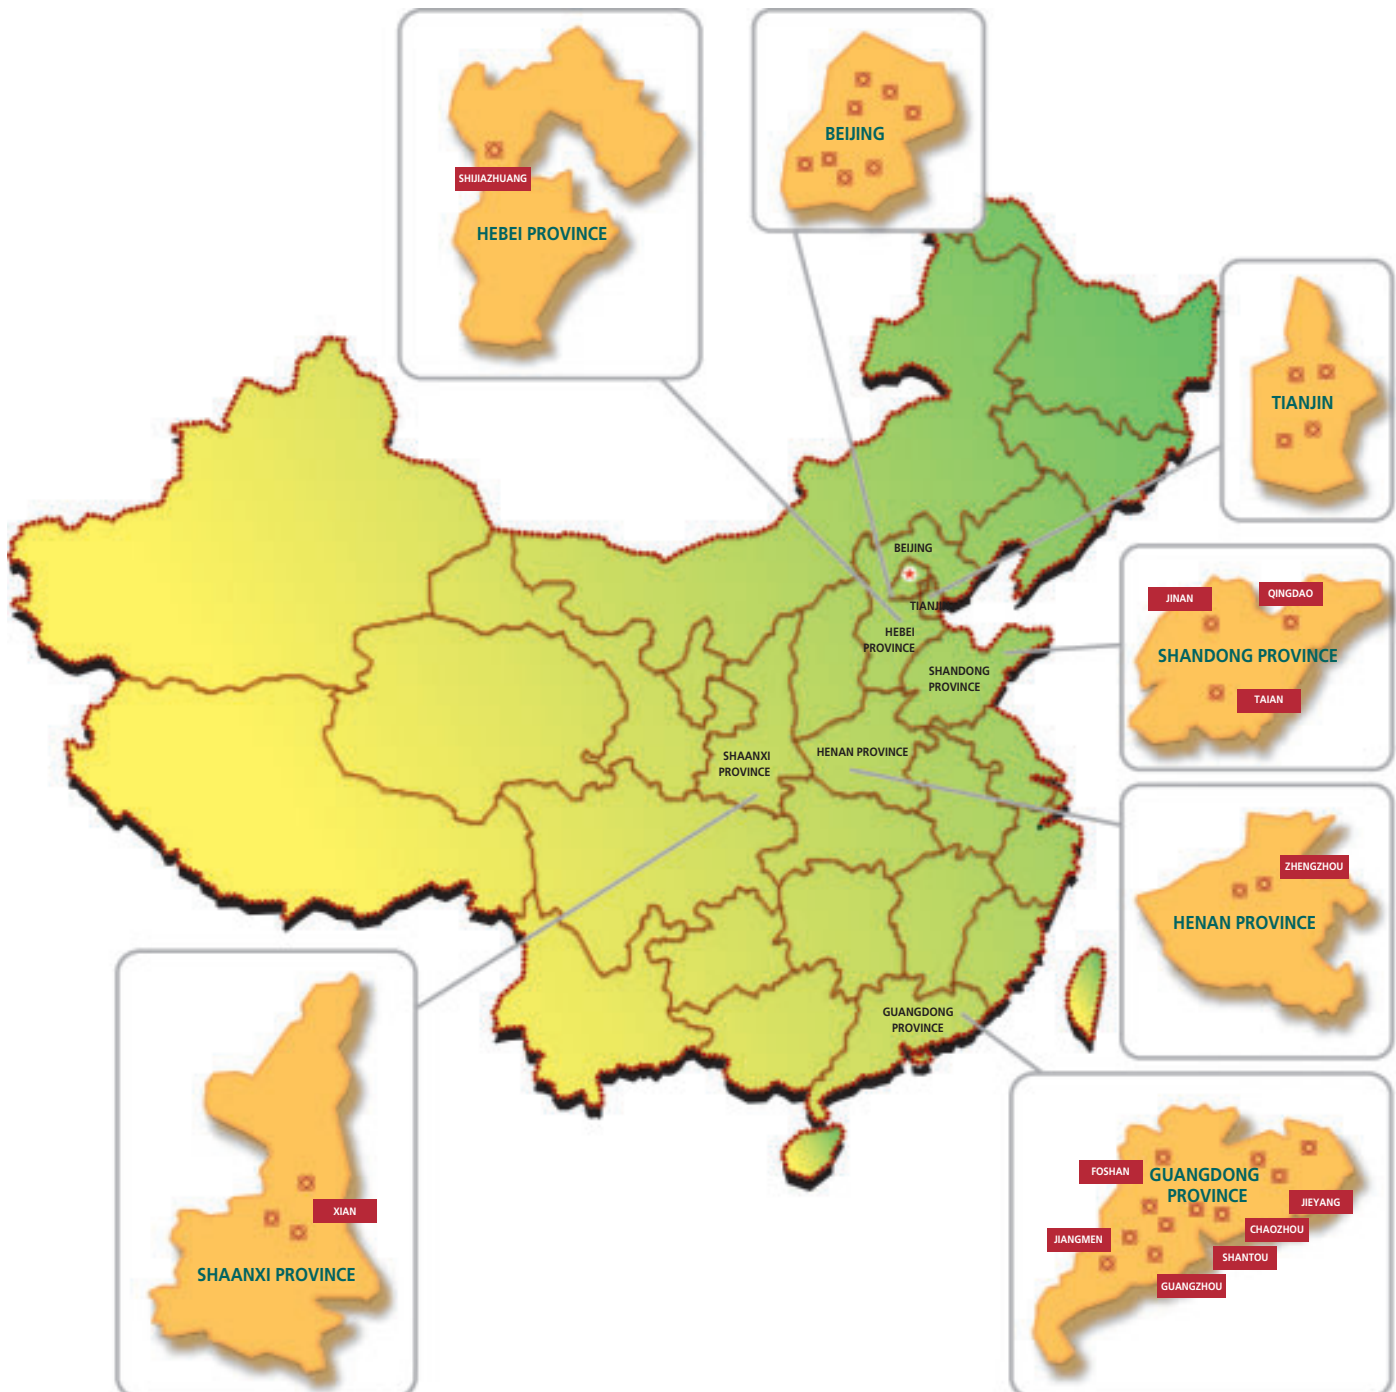 SHIJIAZHUANG
HEBEI PROVINCE
BEIJING
TIANJIN
JINAN
QINGDAO
SHANDONG PROVINCE
TAIAN
ZHENGZHOU
HENAN PROVINCE
BEIJING
TIANJIN
HEBEI
PROVINCE
SHANDONG
PROVINCE
HENAN PROVINCE
SHAANXI
PROVINCE
GUANGDONG
PROVINCE
XIAN
SHAANXI PROVINCE
FOSHAN
GUANGDONG
PROVINCE
JIEYANG
CHAOZHOU
JIANGMEN
SHANTOU
GUANGZHOU